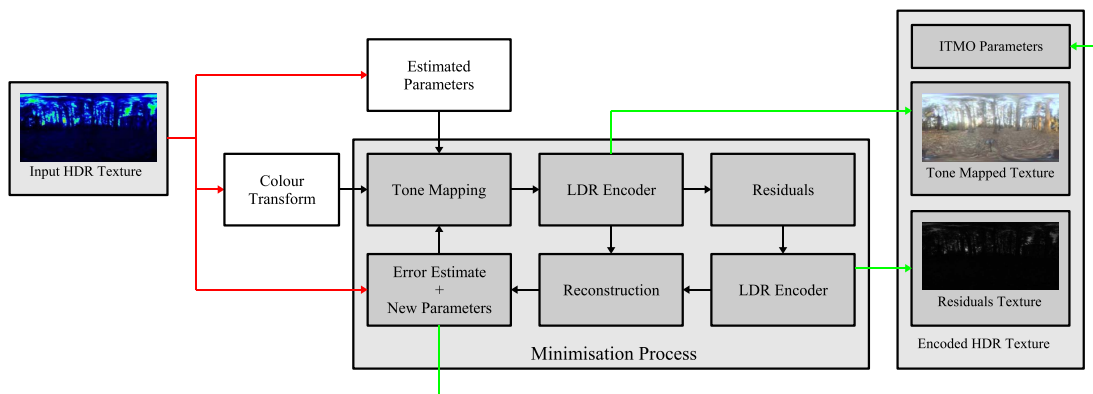 Input HDR Texture
Estimated
Parameters
Colour
Transform
Tone Mapping
LDR Encoder
Residuals
Error Estimate
+
New Parameters
Reconstruction
LDR Encoder
Minimisation Process
ITMO Parameters
Tone Mapped Texture
Residuals Texture
Encoded HDR Texture